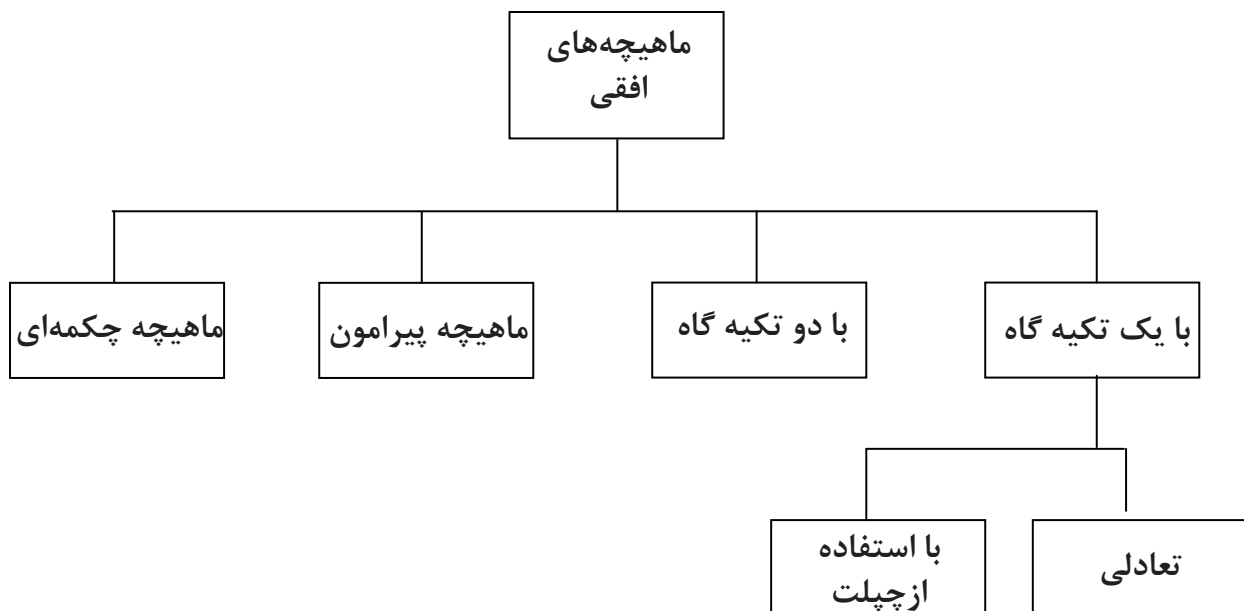 ماهیچه‌های
افقی
با یک تکیه گاه
با دو تکیه گاه
ماهیچه پیرامون
ماهیچه چکمه‌ای
تعادلی
با استفاده
ازچپلت